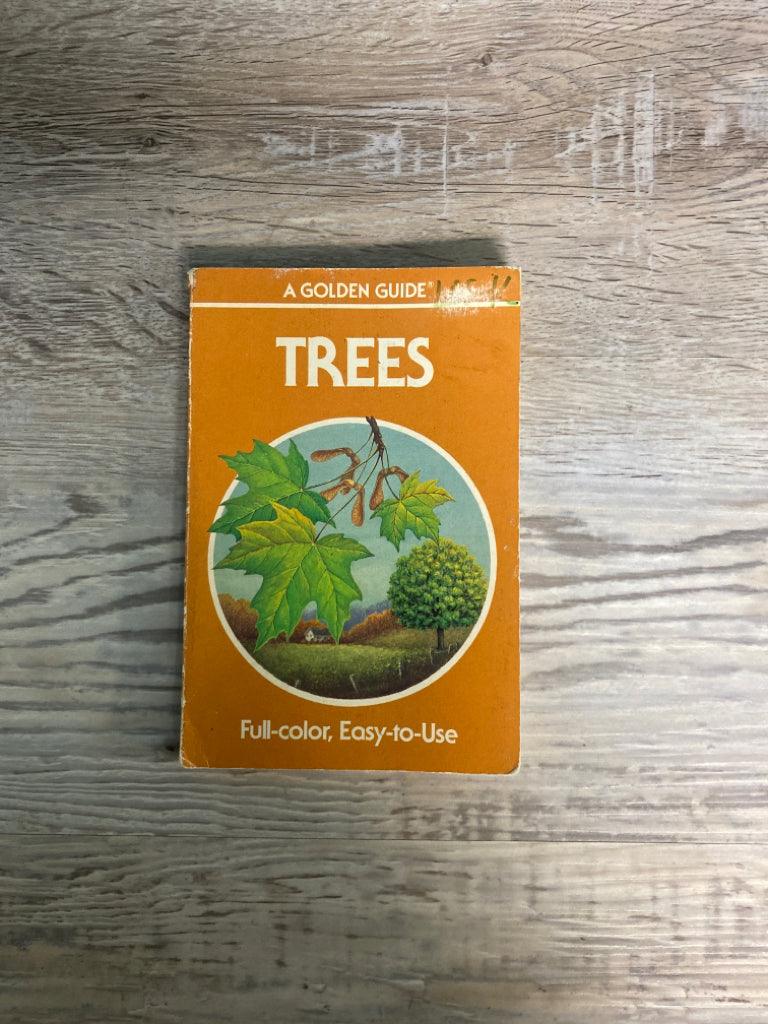 A GOLDEN GUIDE®
TREES
Full-color, Easy-to-Use